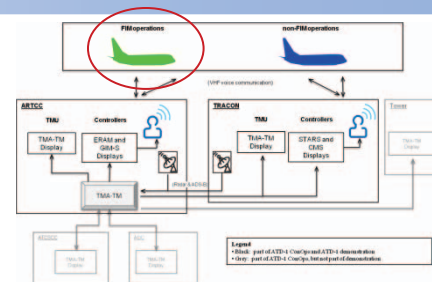 FIM operations
non-FIM operations
(VHF voice communication)
ARTCC
TMU
Controllers
TMA-TM
Display
ERAM and
GIM-S
Displays
TMA-TM
TRACON
TMU
Controllers
TMA-TM
Display
STARS and
CMS
Displays
Tower
Legend
• Black: part of ATD-1 ConOps and ATD-1 demonstration
• Gray: part of ATD-1 ConOps, but not part of demonstration